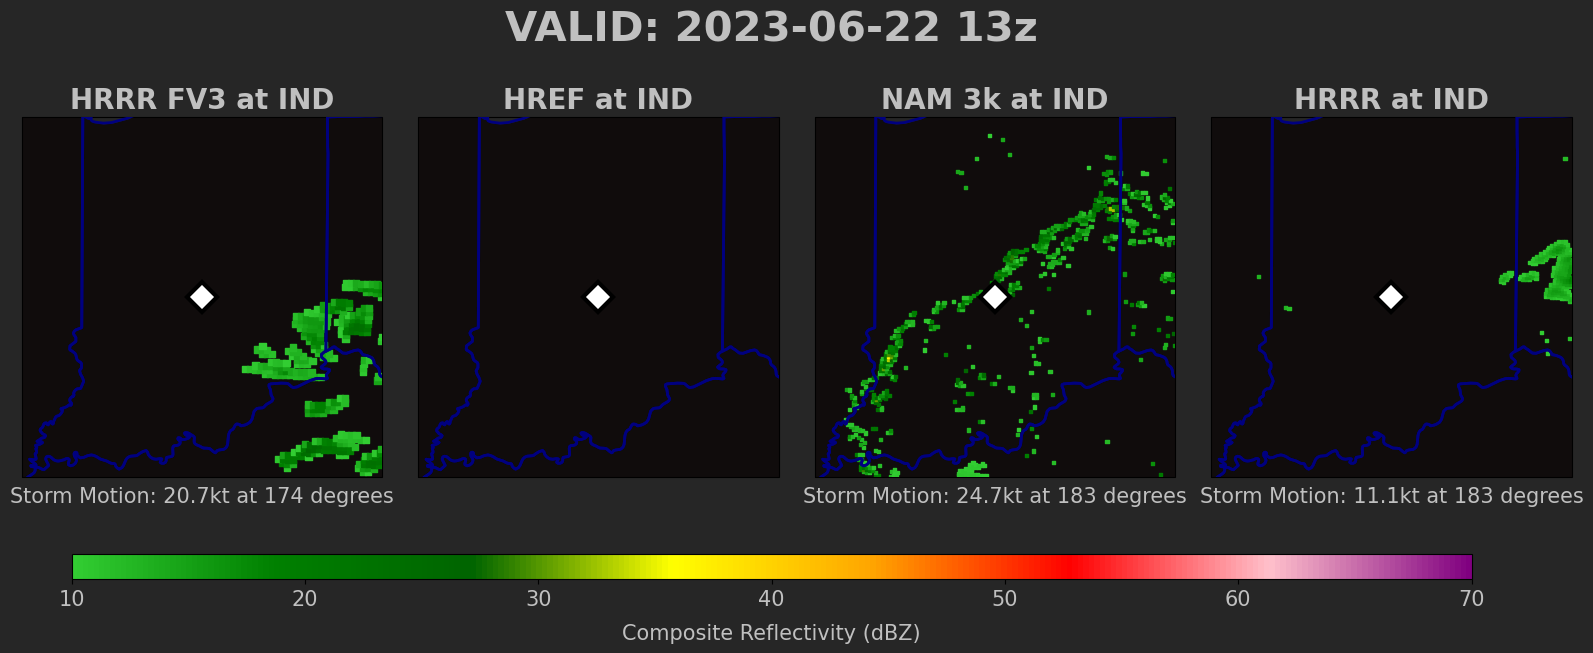 VALID: 2023-06-22 13z
HRRR FV3 at IND
HREF at IND
NAM 3k at IND
HRRR at IND
Storm Motion: 20.7kt at 174 degrees
Storm Motion: 24.7kt at 183 degrees
Storm Motion: 11.1kt at 183 degrees
10 20 30 40 50 60 70
Composite Reflectivity (dBZ)